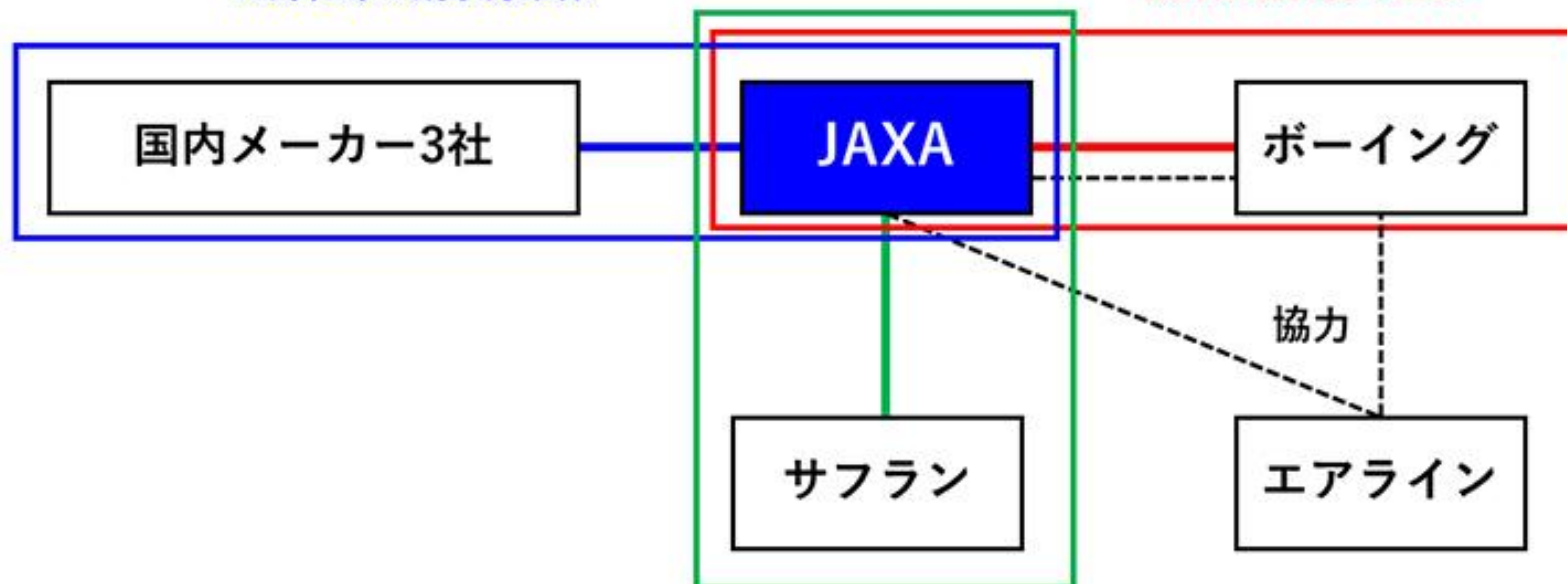 国内メーカー3社
JAXA
ボーイング
協力
サフラン
エアライン